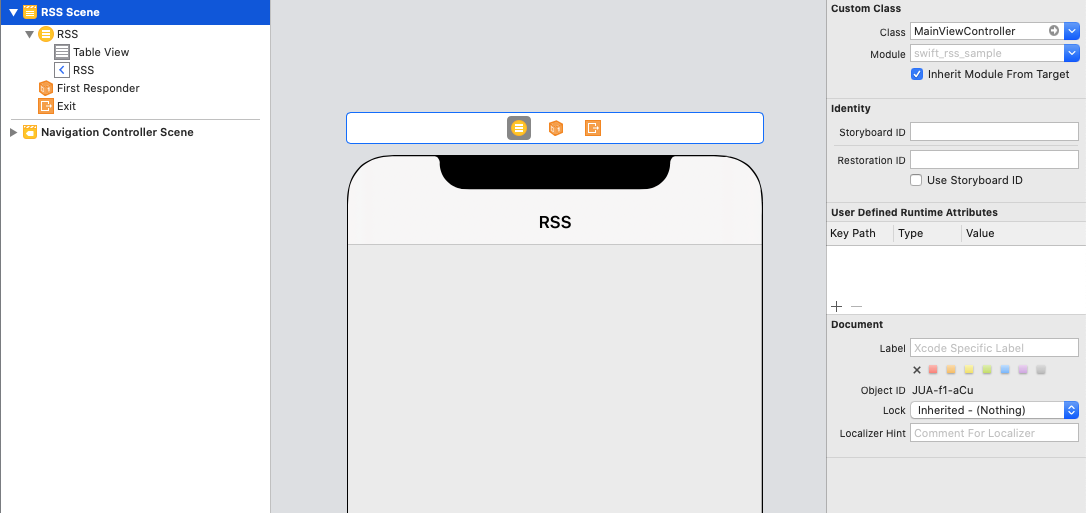 RSS Scene
RSS
Table View
RSS
First Responder
Exit
Navigation Controller Scene
RSS
Custom Class
Class MainViewController
Module swift_rss_sample
Inherit Module From Target
Identity
Storyboard ID
Restoration ID
Use Storyboard ID
User Defined Runtime Attributes
Key Path Type Value
Document
Label Xcode Specific Label
Object ID JUA-f1-aCu
Lock Inherited - (Nothing)
Localizer Hint Comment For Localizer